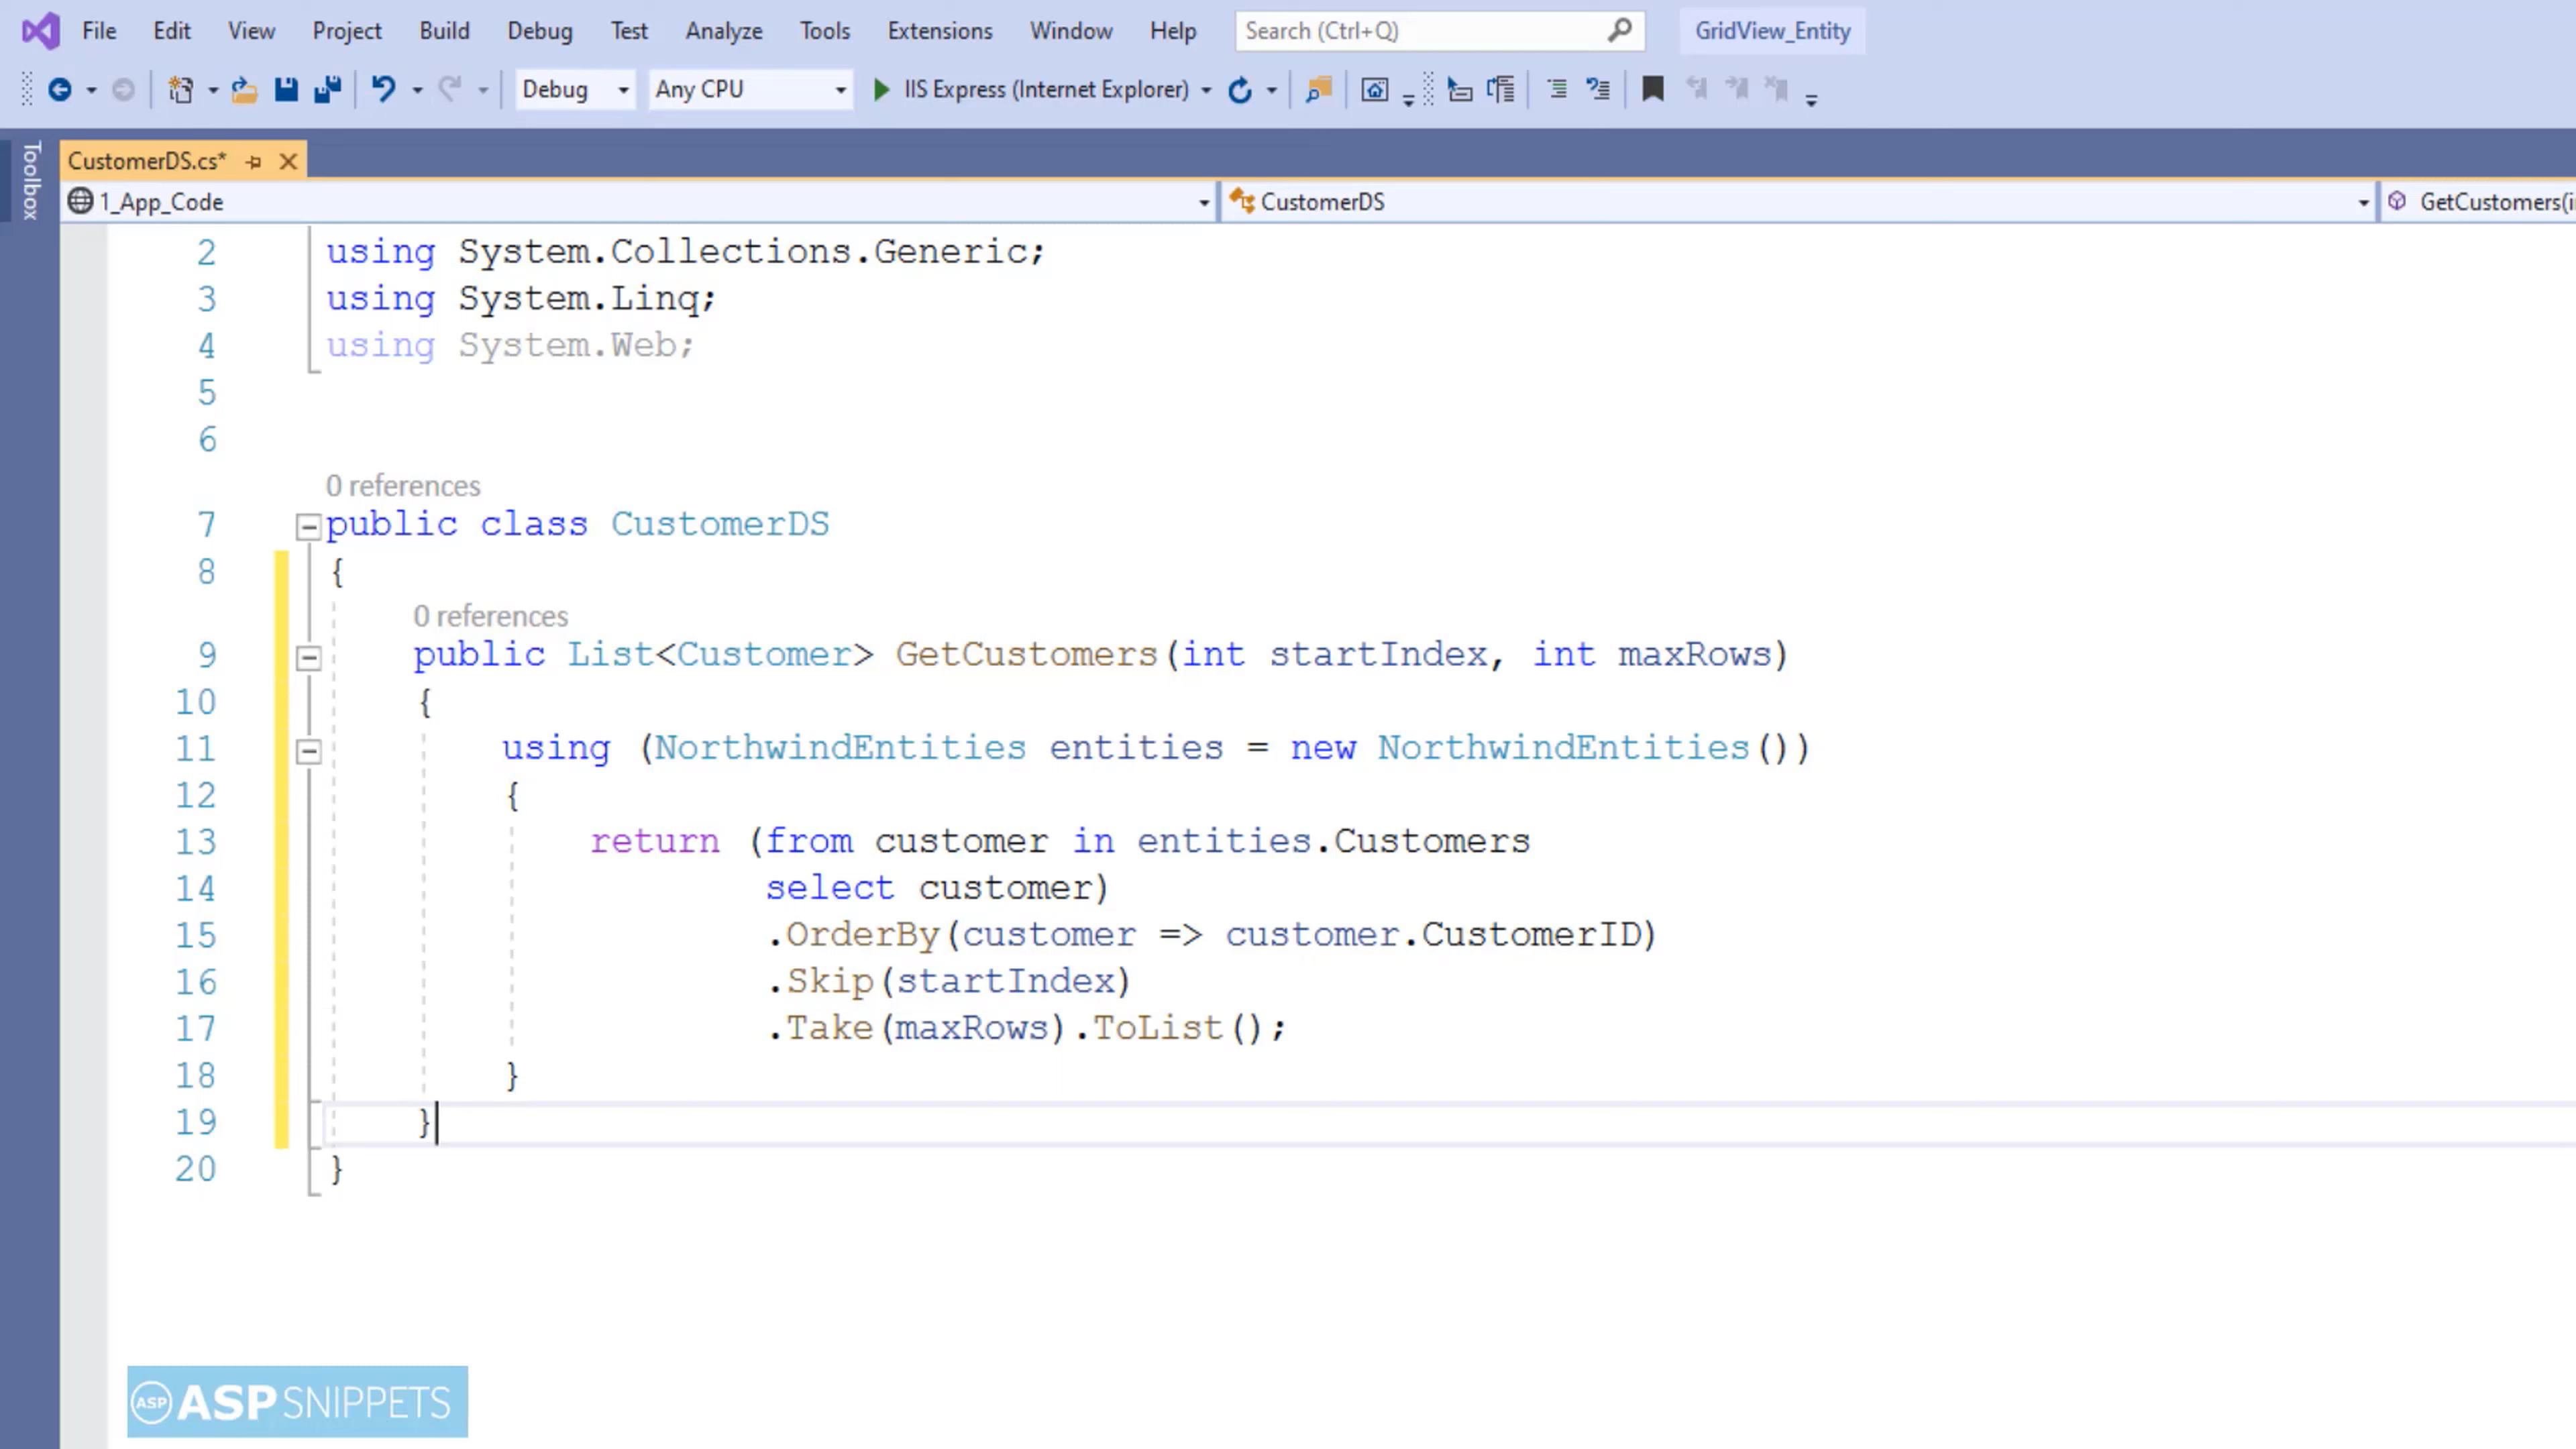 File Edit View Project Build Debug Test Analyze Tools Extensions Window Help Search (Ctrl+Q) GridView_Entity
Debug Any CPU IIS Express (Internet Explorer)
Toolbox
CustomerDS.cs*
1_App_Code CustomerDS GetCustomers(i
2 using System.Collections.Generic;
3 using System.Linq;
4 using System.Web;
5
6
0 references
7 public class CustomerDS
8 {
0 references
9 public List<Customer> GetCustomers(int startIndex, int maxRows)
10 {
11 using (NorthwindEntities entities = new NorthwindEntities())
12 {
13 return (from customer in entities.Customers
14 select customer)
15 .OrderBy(customer => customer.CustomerID)
16 .Skip(startIndex)
17 .Take(maxRows).ToList();
18 }
19 }
20 }
ASP ASPSNIPPETS